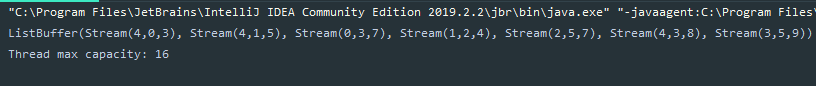 "C:\Program Files\JetBrains\IntelliJ IDEA Community Edition 2019.2.2\jbr\bin\java.exe" "-javaagent:C:\Program Files\
ListBuffer(Stream(4,0,3), Stream(4,1,5), Stream(0,3,7), Stream(1,2,4), Stream(2,5,7), Stream(4,3,8), Stream(3,5,9))
Thread max capacity: 16